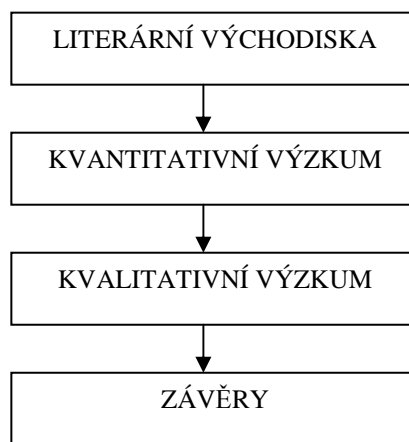 LITERÁRNÍ VÝCHODISKA
KVANTITATIVNÍ VÝZKUM
KVALITATIVNÍ VÝZKUM
ZÁVĚRY